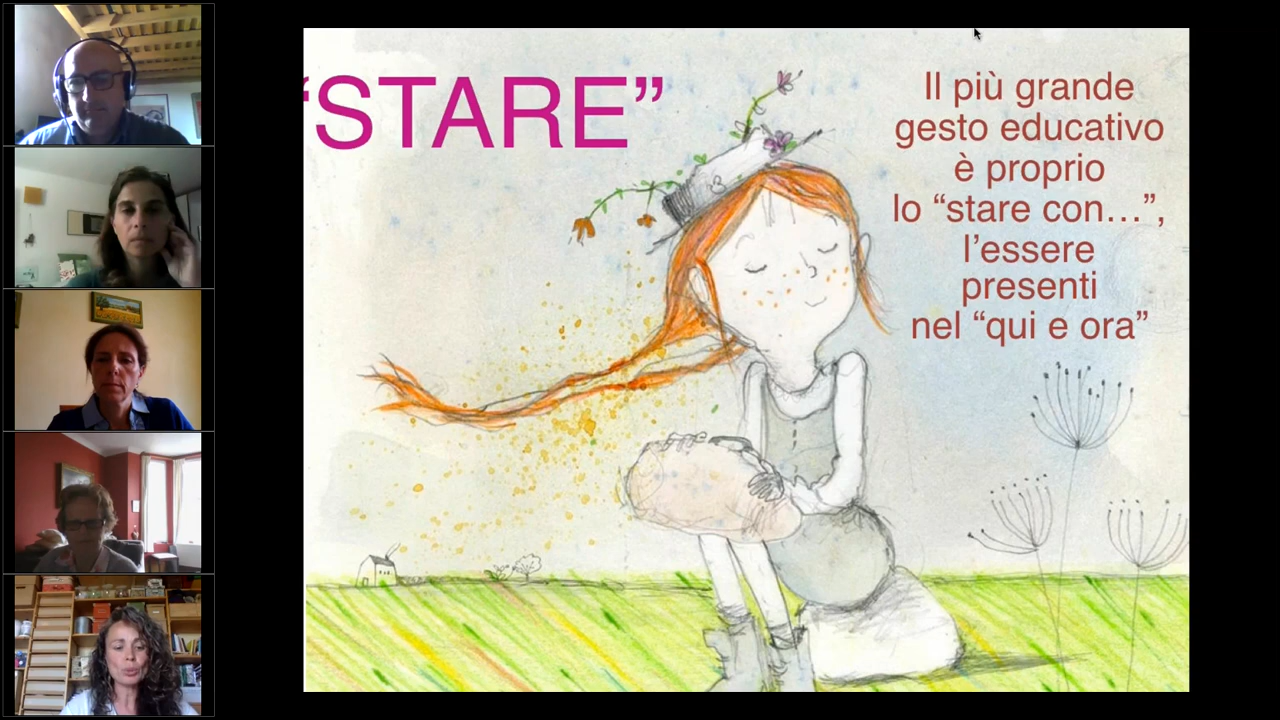 “STARE”
Il più grande
gesto educativo
è proprio
lo “stare con…”,
l’essere
presenti
nel “qui e ora”